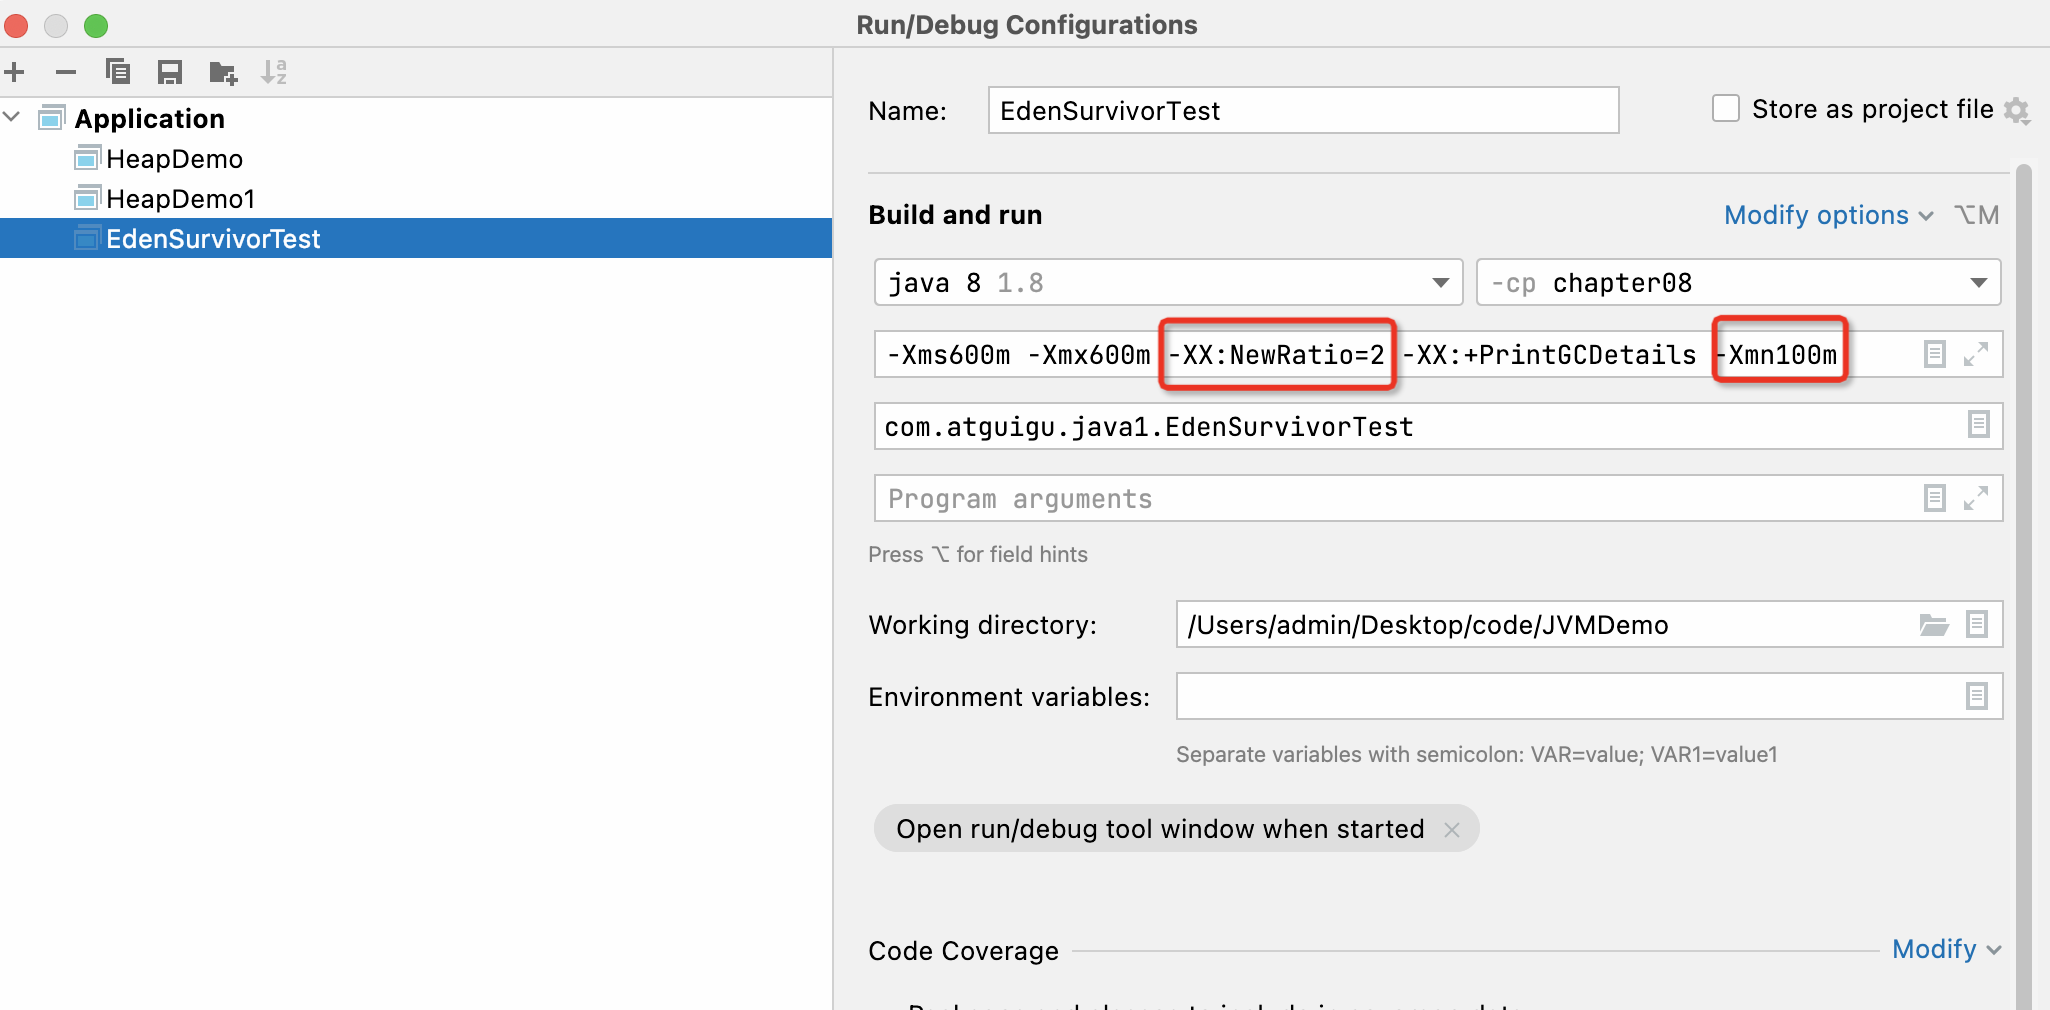 Run/Debug Configurations
Application
HeapDemo
HeapDemo1
EdenSurvivorTest
Name: EdenSurvivorTest Store as project file
Build and run Modify options ⌥M
java 8 1.8 -cp chapter08
-Xms600m -Xmx600m -XX:NewRatio=2 -XX:+PrintGCDetails -Xmn100m
com.atguigu.java1.EdenSurvivorTest
Program arguments
Press ⌥ for field hints
Working directory: /Users/admin/Desktop/code/JVMDemo
Environment variables:
Separate variables with semicolon: VAR=value; VAR1=value1
Open run/debug tool window when started
Code Coverage Modify